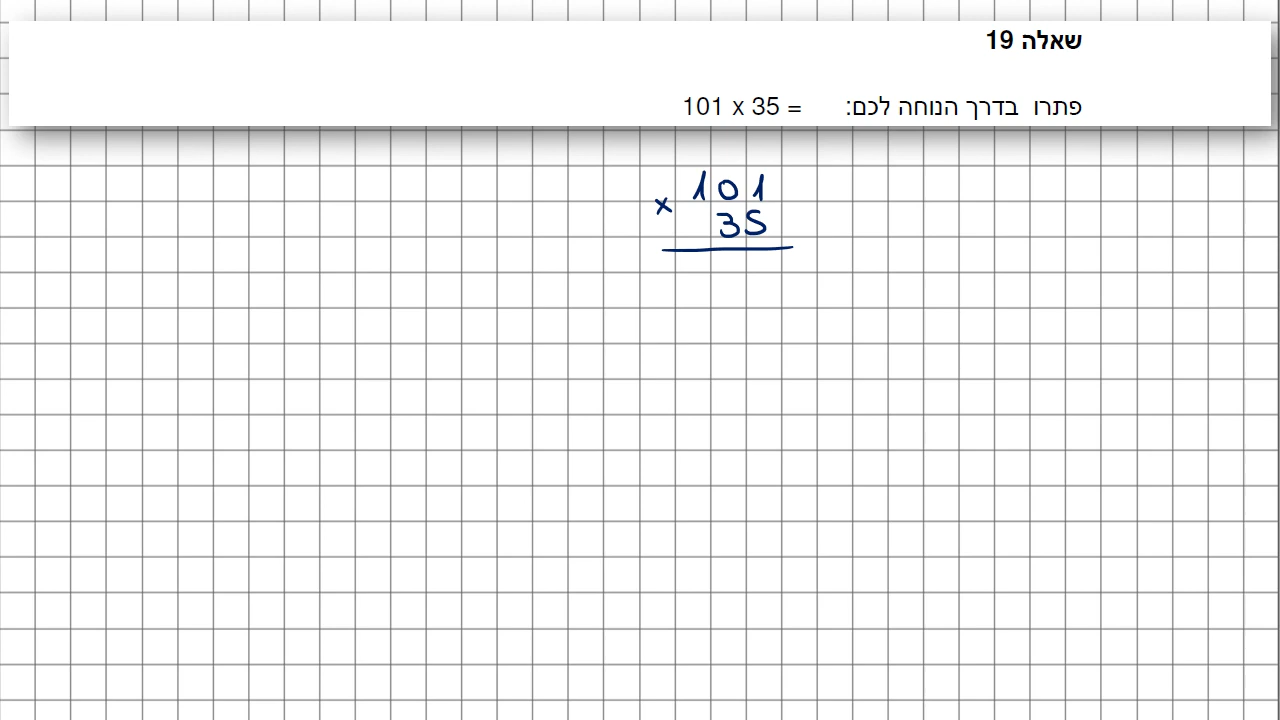 שאלה 19
פתרו בדרך הנוחה לכם: 101 x 35 =
101
x
35